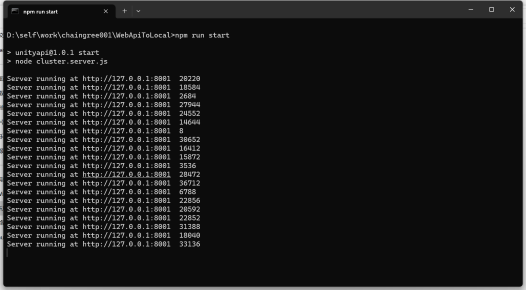 npm run start
D:\self\work\chaingree001\WebApiToLocal>npm run start
> unityapi@1.0.1 start
> node cluster.server.js
Server running at http://127.0.0.1:8001  20220
Server running at http://127.0.0.1:8001  18584
Server running at http://127.0.0.1:8001  2684
Server running at http://127.0.0.1:8001  27944
Server running at http://127.0.0.1:8001  24552
Server running at http://127.0.0.1:8001  14644
Server running at http://127.0.0.1:8001  8
Server running at http://127.0.0.1:8001  30652
Server running at http://127.0.0.1:8001  16412
Server running at http://127.0.0.1:8001  15872
Server running at http://127.0.0.1:8001  3536
Server running at http://127.0.0.1:8001  28472
Server running at http://127.0.0.1:8001  36712
Server running at http://127.0.0.1:8001  6788
Server running at http://127.0.0.1:8001  22856
Server running at http://127.0.0.1:8001  20592
Server running at http://127.0.0.1:8001  22852
Server running at http://127.0.0.1:8001  31388
Server running at http://127.0.0.1:8001  18040
Server running at http://127.0.0.1:8001  33136